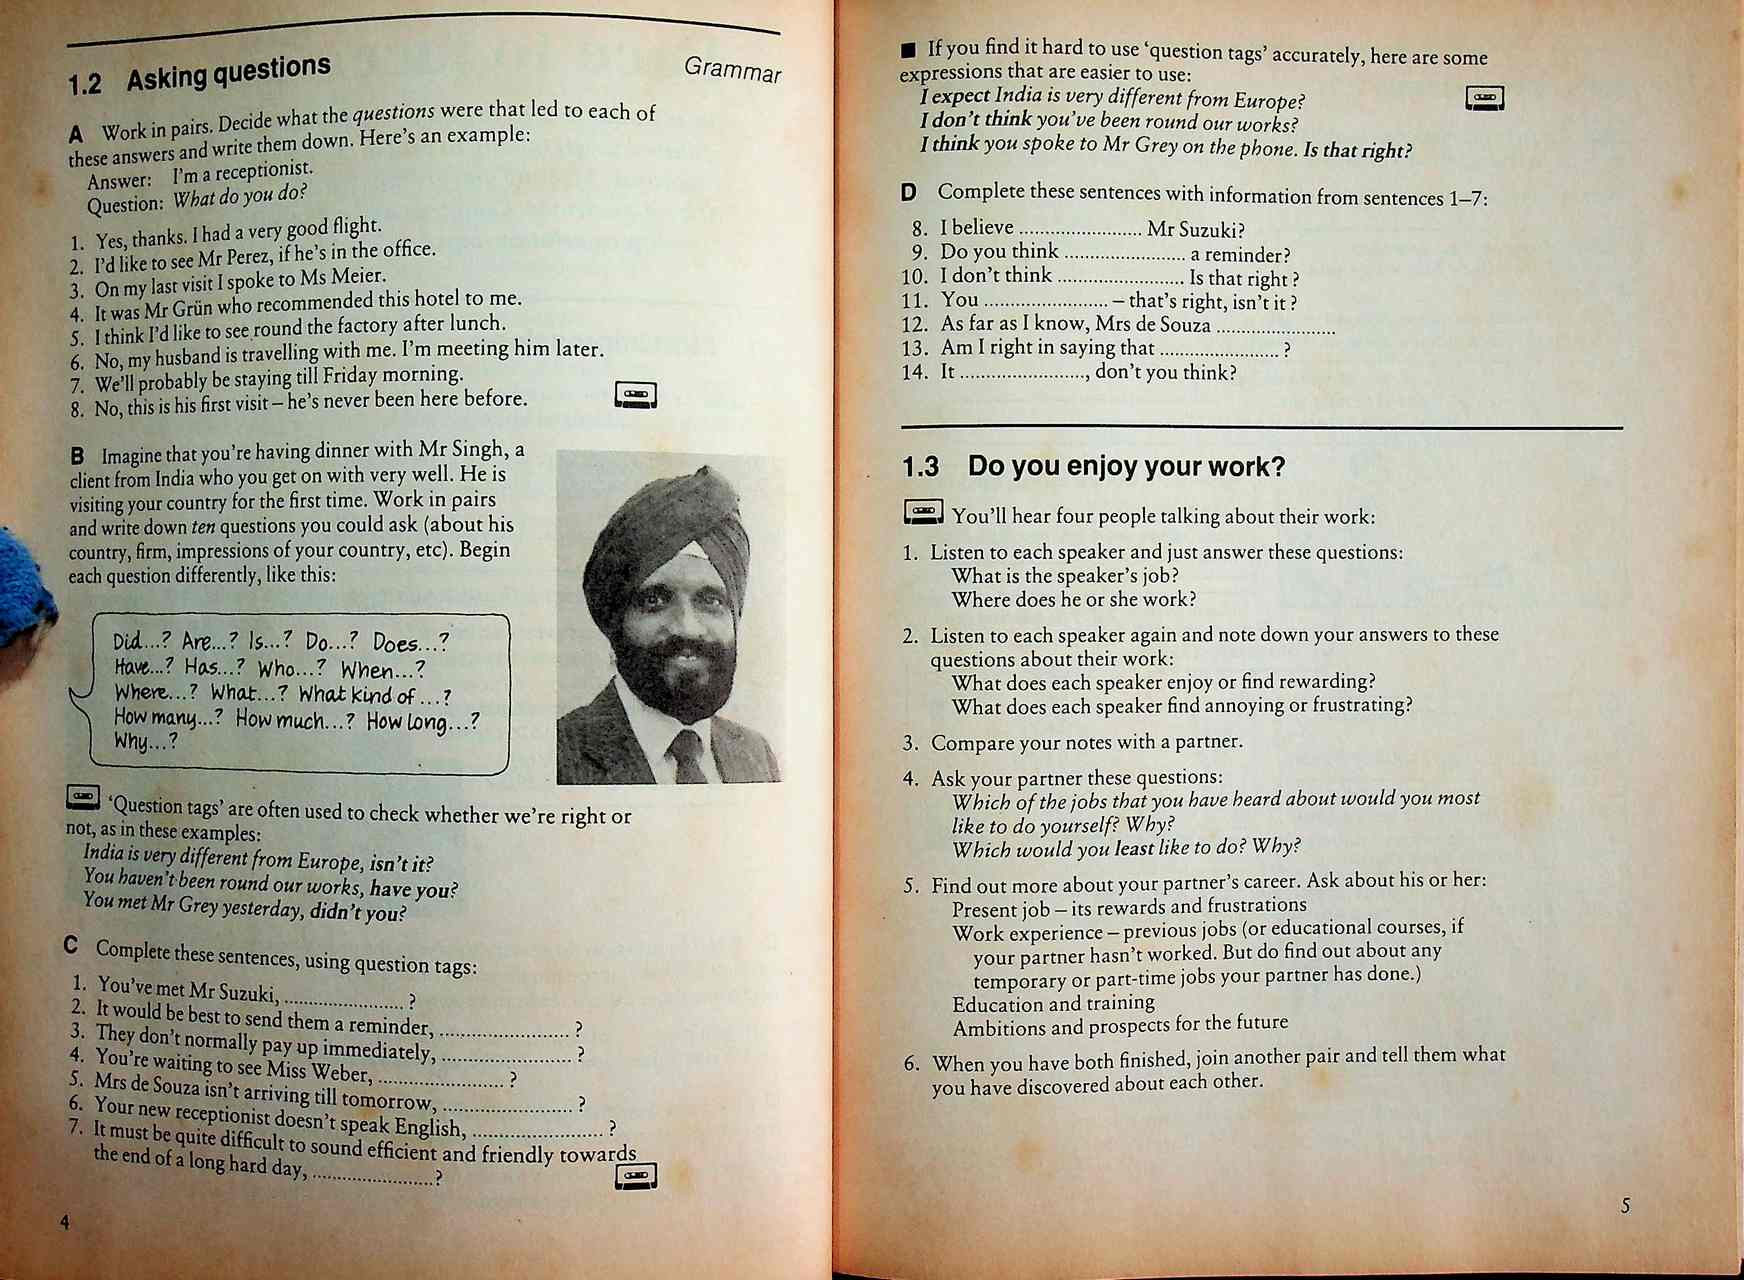 1.2 Asking questions
Grammar
A Work in pairs. Decide what the questions were that led to each of
these answers and write them down. Here's an example:
Answer: I'm a receptionist.
Question: What do you do?
1. Yes, thanks. I had a very good flight.
2. I'd like to see Mr Perez, if he's in the office.
3. On my last visit I spoke to Ms Meier.
4. It was Mr Grün who recommended this hotel to me.
5. I think I'd like to see round the factory after lunch.
6. No, my husband is travelling with me. I'm meeting him later.
7. We'll probably be staying till Friday morning.
8. No, this is his first visit – he's never been here before.
B Imagine that you're having dinner with Mr Singh, a
client from India who you get on with very well. He is
visiting your country for the first time. Work in pairs
and write down ten questions you could ask (about his
country, firm, impressions of your country, etc). Begin
each question differently, like this:
Did...? Are...? Is...? Do...? Does...?
Have...? Has...? Who...? When...?
Where...? What...? What kind of ...?
How many...? How much...? How long...?
Why...?
'Question tags' are often used to check whether we're right or
not, as in these examples:
India is very different from Europe, isn't it?
You haven't been round our works, have you?
You met Mr Grey yesterday, didn't you?
C Complete these sentences, using question tags:
1. You've met Mr Suzuki, ........................ ?
2. It would be best to send them a reminder, ........................ ?
3. They don't normally pay up immediately, ........................ ?
4. You're waiting to see Miss Weber, ........................ ?
5. Mrs de Souza isn't arriving till tomorrow, ........................ ?
6. Your new receptionist doesn't speak English, ........................ ?
7. It must be quite difficult to sound efficient and friendly towards
the end of a long hard day, ........................?
4
■ If you find it hard to use 'question tags' accurately, here are some
expressions that are easier to use:
I expect India is very different from Europe?
I don't think you've been round our works?
I think you spoke to Mr Grey on the phone. Is that right?
D Complete these sentences with information from sentences 1–7:
8. I believe ........................ Mr Suzuki?
9. Do you think ........................ a reminder?
10. I don't think ........................ Is that right?
11. You ........................ – that's right, isn't it?
12. As far as I know, Mrs de Souza ........................
13. Am I right in saying that ........................ ?
14. It ........................, don't you think?
1.3 Do you enjoy your work?
You'll hear four people talking about their work:
1. Listen to each speaker and just answer these questions:
What is the speaker's job?
Where does he or she work?
2. Listen to each speaker again and note down your answers to these
questions about their work:
What does each speaker enjoy or find rewarding?
What does each speaker find annoying or frustrating?
3. Compare your notes with a partner.
4. Ask your partner these questions:
Which of the jobs that you have heard about would you most
like to do yourself? Why?
Which would you least like to do? Why?
5. Find out more about your partner's career. Ask about his or her:
Present job – its rewards and frustrations
Work experience – previous jobs (or educational courses, if
your partner hasn't worked. But do find out about any
temporary or part-time jobs your partner has done.)
Education and training
Ambitions and prospects for the future
6. When you have both finished, join another pair and tell them what
you have discovered about each other.
5